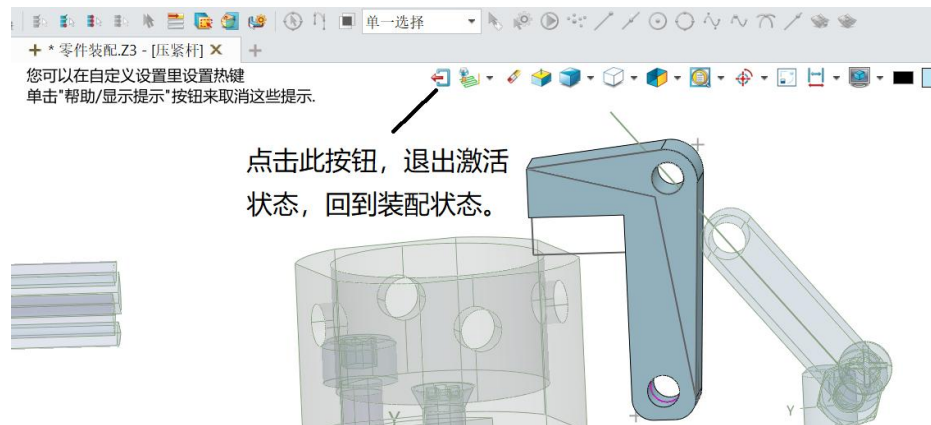 单一选择
* 零件装配.Z3 - [压紧杆]
您可以在自定义设置里设置热键
单击"帮助/显示提示"按钮来取消这些提示.
点击此按钮，退出激活
状态，回到装配状态。
Y
Y